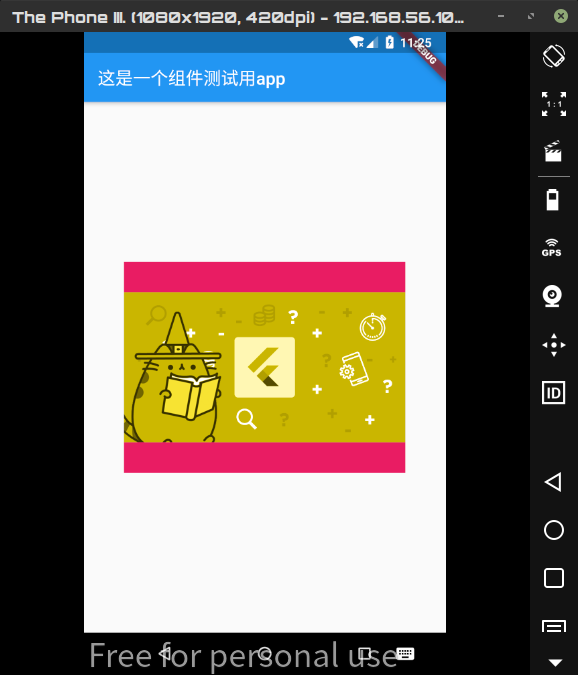 The Phone III. (1080x1920, 420dpi) - 192.168.56.10...
11:25
DEBUG
这是一个组件测试用app
1 : 1
GPS
ID
Free for personal use